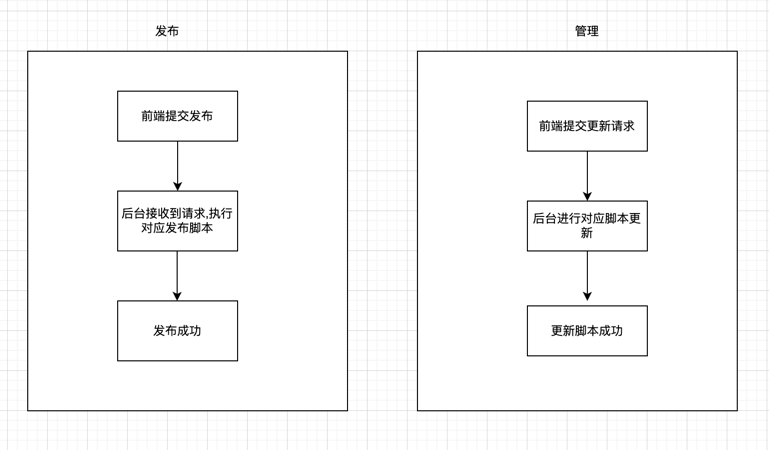 发布
前端提交发布
后台接收到请求,执行
对应发布脚本
发布成功
管理
前端提交更新请求
后台进行对应脚本更
新
更新脚本成功